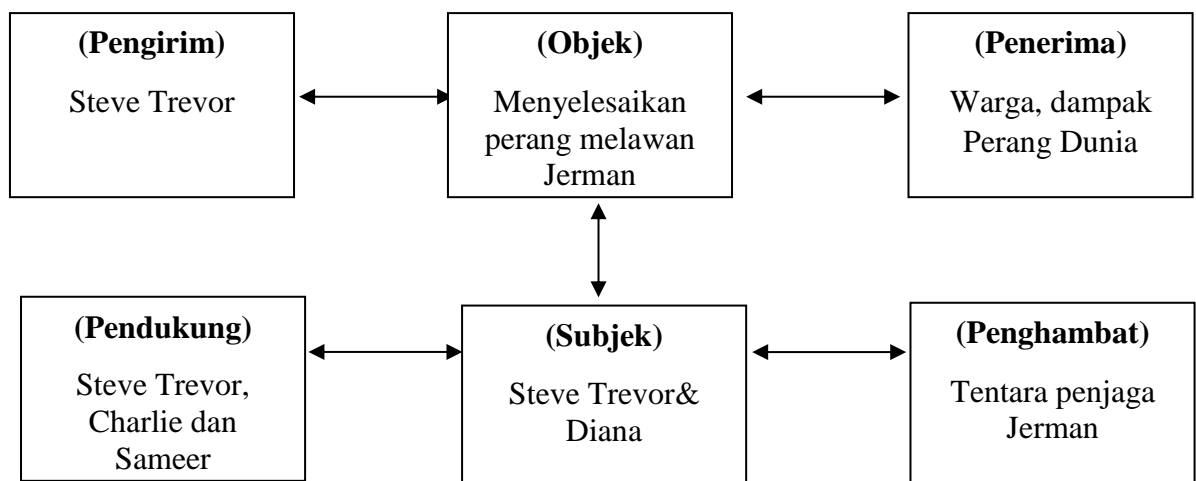 (Pengirim)
Steve Trevor
(Objek)
Menyelesaikan
perang melawan
Jerman
(Penerima)
Warga, dampak
Perang Dunia
(Pendukung)
Steve Trevor,
Charlie dan
Sameer
(Subjek)
Steve Trevor&
Diana
(Penghambat)
Tentara penjaga
Jerman